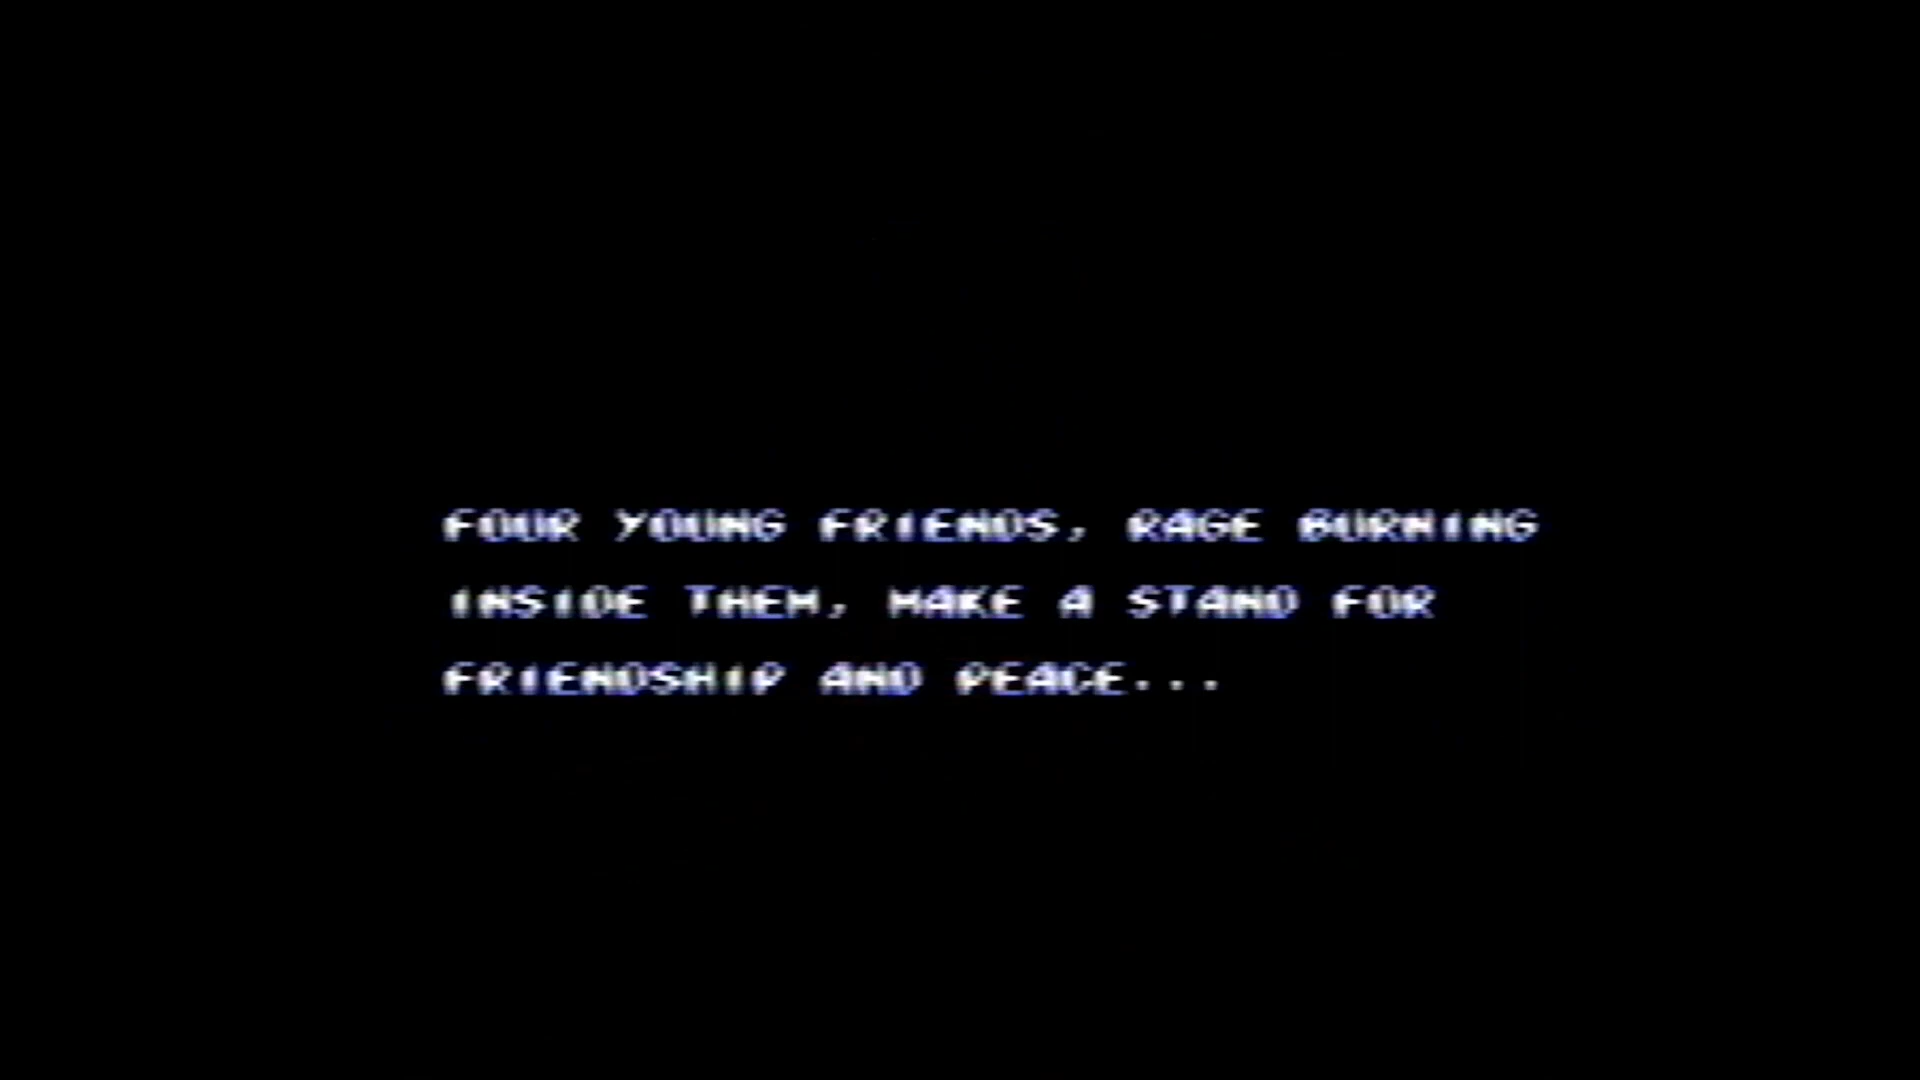 FOUR YOUNG FRIENDS, RAGE BURNING
INSIDE THEM, MAKE A STAND FOR
FRIENDSHIP AND PEACE...